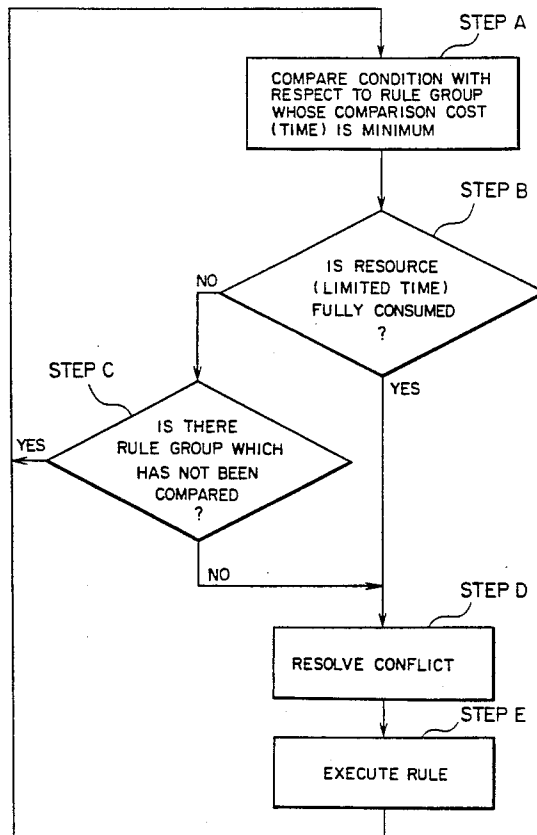 STEP A
COMPARE CONDITION WITH
RESPECT TO RULE GROUP
WHOSE COMPARISON COST
(TIME) IS MINIMUM
STEP B
IS RESOURCE
(LIMITED TIME)
FULLY CONSUMED
?
NO
YES
STEP C
IS THERE
RULE GROUP WHICH
HAS NOT BEEN
COMPARED
?
YES
NO
STEP D
RESOLVE CONFLICT
STEP E
EXECUTE RULE